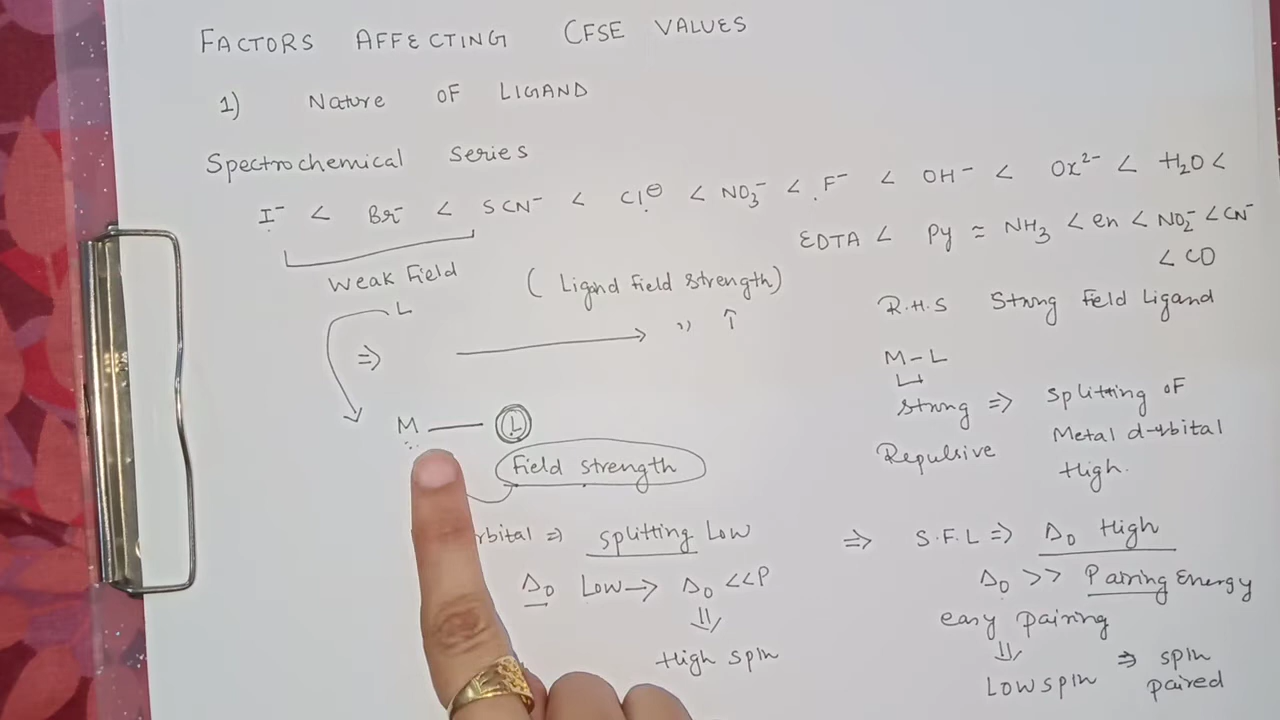 FACTORS AFFECTING CFSE VALUES
1) Nature OF LIGAND
Spectrochemical series
I⁻ < Br⁻ < SCN⁻ < Cl⊖ < NO₃⁻ < F⁻ < OH⁻ < Ox²⁻ < H₂O <
EDTA < Py ≈ NH₃ < en < NO₂⁻ < CN⁻
< CO
weak Field
L
( Ligand field strength)
⇒ → ,, ↑
M — L
Field strength
rbital ⇒ splitting Low
Δ₀ Low → Δ₀ << P
⇓
High spin
R.H.S Strong Field Ligand
M - L
strong ⇒ splitting of
Repulsive Metal d-orbital
High.
⇒ S.F.L ⇒ Δ₀ High
Δ₀ >> Pairing Energy
easy pairing
⇓
Low spin ⇒ spin
paired